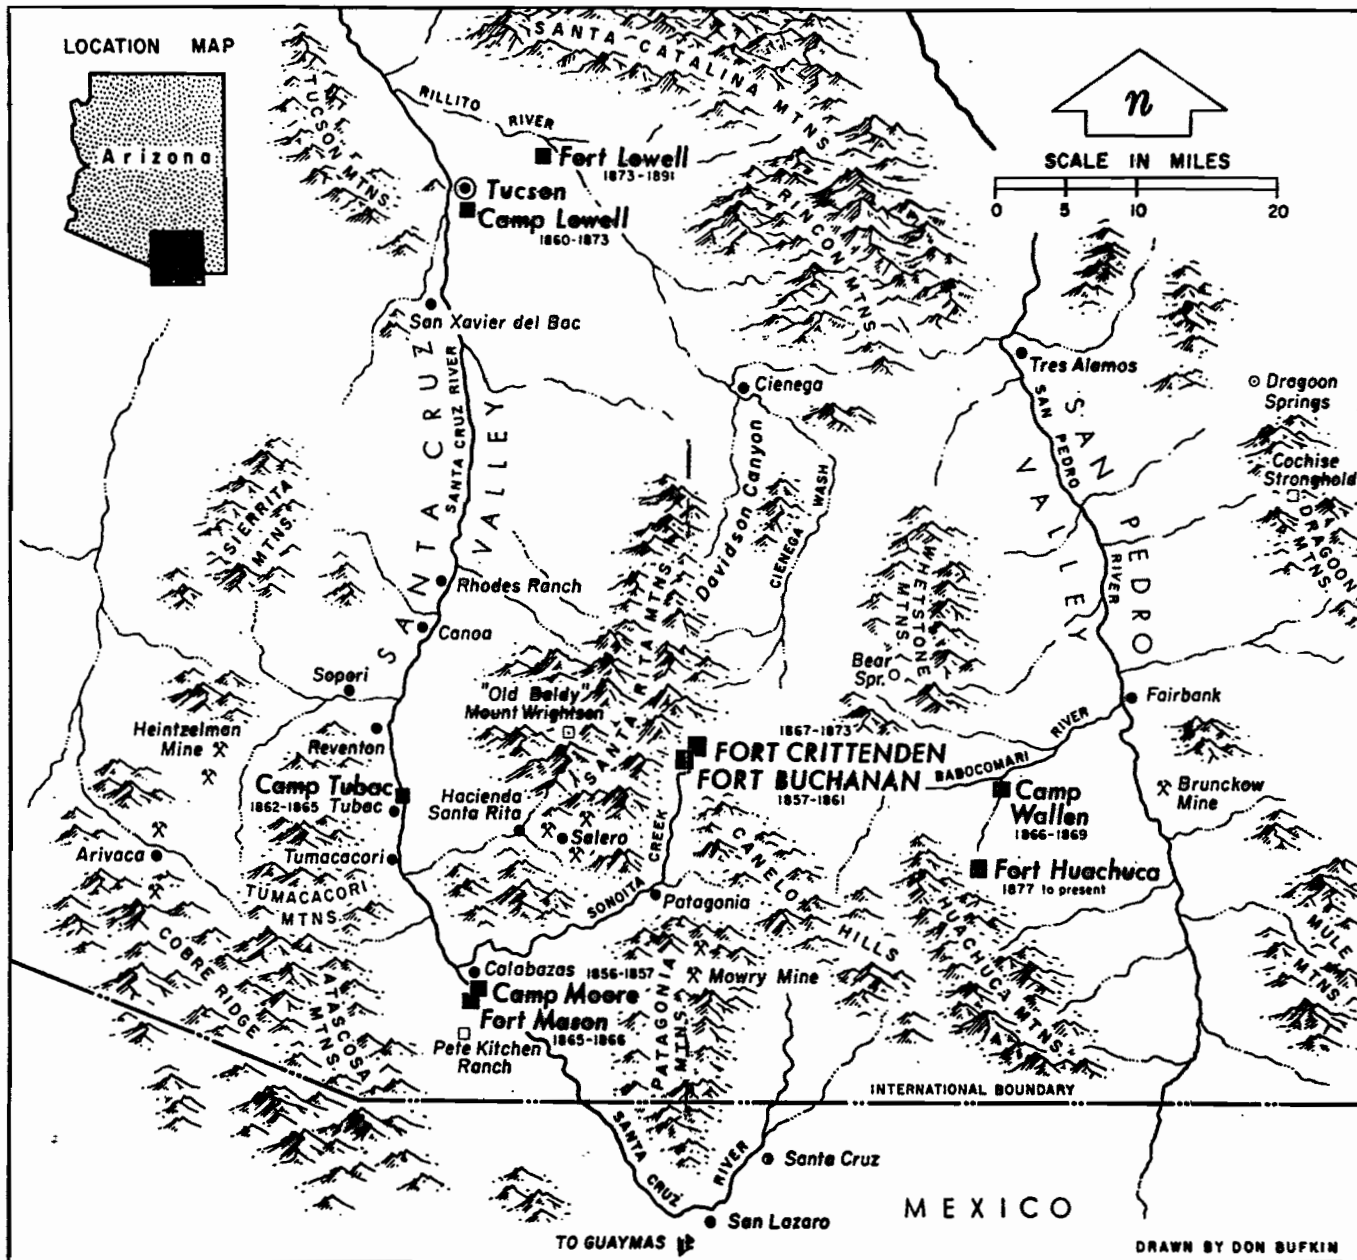 LOCATION MAP
Arizona
SANTA CATALINA MTNS.
TUCSON MTNS.
RILLITO RIVER
n
SCALE IN MILES
0 5 10 20
Fort Lowell
1873-1891
Tucson
Camp Lowell
1860-1873
RINCON MTNS.
San Xavier del Bac
Tres Alamos
Cienega
Dragoon
Springs
SANTA CRUZ VALLEY
SANTA CRUZ RIVER
SAN PEDRO VALLEY
SAN PEDRO RIVER
Davidson Canyon
CIENEGA WASH
Cochise
Stronghold
DRAGOON
MTNS.
SIERRITA
MTNS.
WHETSTONE
MTNS.
Rhodes Ranch
Canoa
SANTA RITA MTNS.
Bear
Spr.
Sopori
"Old Baldy"
Mount Wrightson
Fairbank
Heintzelman
Mine
Reventon
SANTA RITA
1867-1873
FORT CRITTENDEN
FORT BUCHANAN
1857-1861
BABOCOMARI RIVER
Camp Tubac
1862-1865 Tubac
Hacienda
Santa Rita
Camp
Wallen
1866-1869
Brunckow
Mine
Salero
Arivaca
Tumacacori
SONOITA CREEK
CANELO HILLS
Fort Huachuca
1877 to present
TUMACACORI
MTNS.
Patagonia
HUACHUCA MTNS.
MULE
MTNS.
COBRE RIDGE
ATASCOSA
MTNS.
Calabazas 1856-1857
Camp Moore
Fort Mason
1865-1866
PATAGONIA
MTNS.
Mowry Mine
Pete Kitchen
Ranch
INTERNATIONAL BOUNDARY
SANTA CRUZ RIVER
Santa Cruz
MEXICO
San Lazaro
TO GUAYMAS
DRAWN BY DON BUFKIN